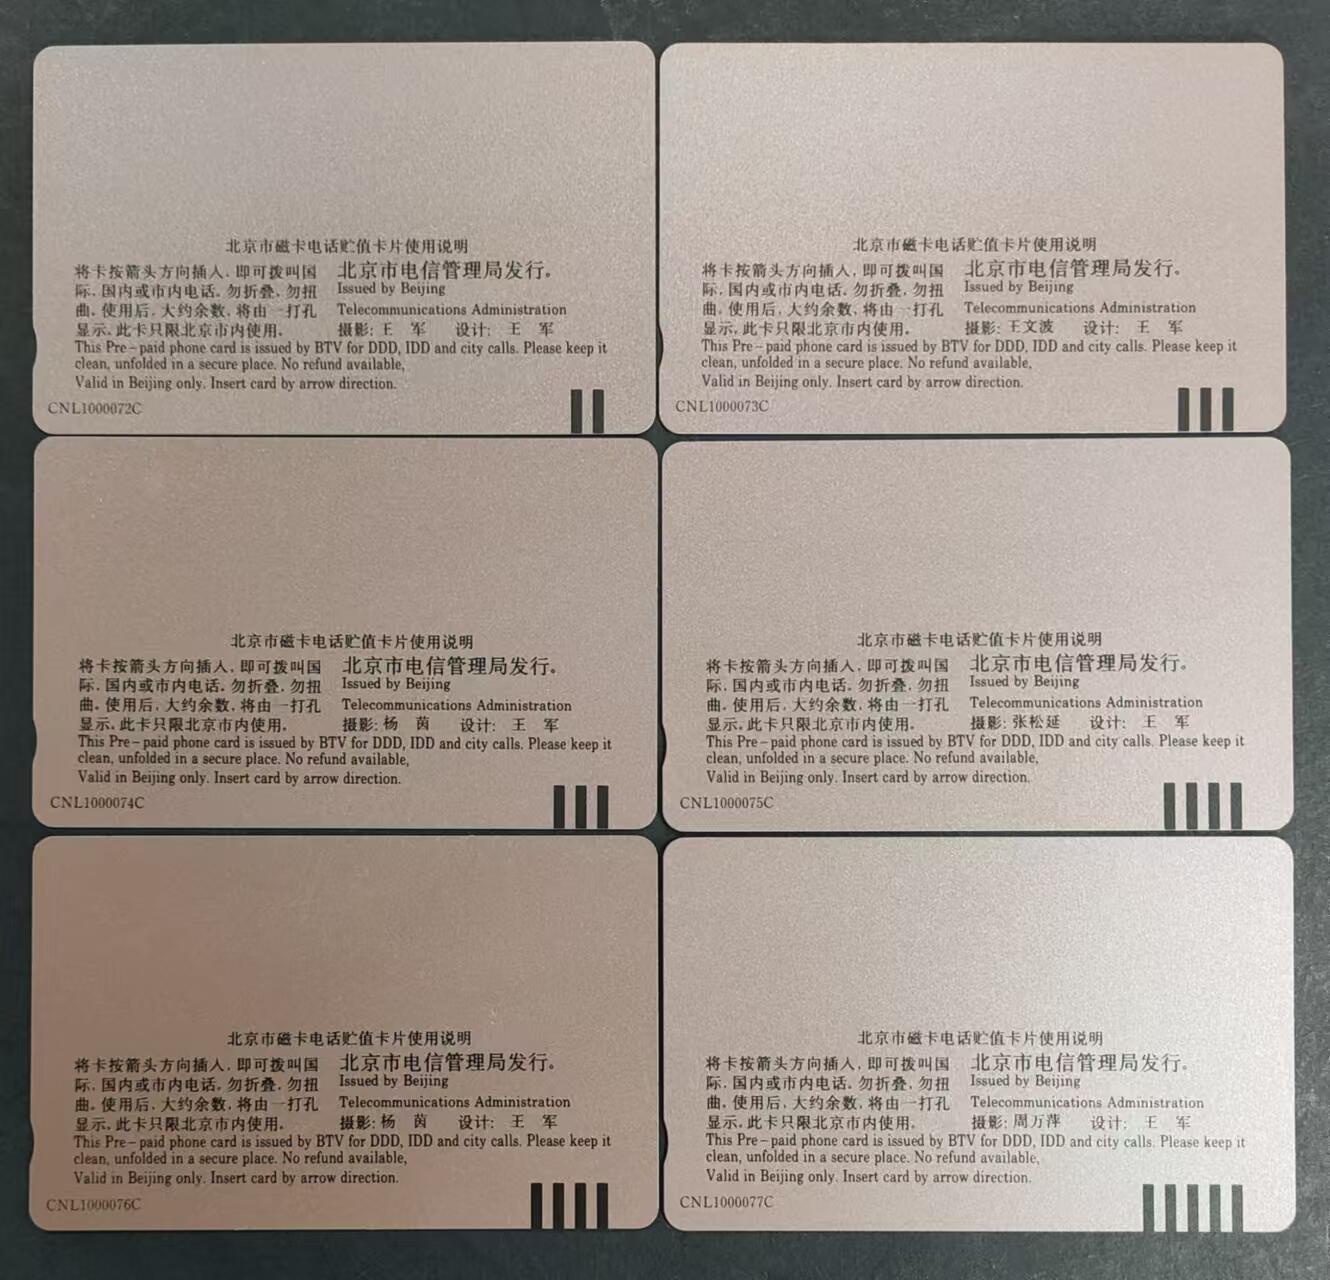 北京市磁卡电话贮值卡片使用说明
将卡按箭头方向插入，即可拨叫国
际，国内或市内电话。勿折叠，勿扭
曲。使用后，大约余数，将由一打孔
显示。此卡只限北京市内使用。
北京市电信管理局发行。
Issued by Beijing
Telecommunications Administration
摄影：王 军 设计：王 军
This Pre-paid phone card is issued by BTV for DDD, IDD and city calls. Please keep it
clean, unfolded in a secure place. No refund available,
Valid in Beijing only. Insert card by arrow direction.
CNL1000072C
北京市磁卡电话贮值卡片使用说明
将卡按箭头方向插入，即可拨叫国
际，国内或市内电话。勿折叠，勿扭
曲。使用后，大约余数，将由一打孔
显示。此卡只限北京市内使用。
北京市电信管理局发行。
Issued by Beijing
Telecommunications Administration
摄影：王文波 设计：王 军
This Pre-paid phone card is issued by BTV for DDD, IDD and city calls. Please keep it
clean, unfolded in a secure place. No refund available,
Valid in Beijing only. Insert card by arrow direction.
CNL1000073C
北京市磁卡电话贮值卡片使用说明
将卡按箭头方向插入，即可拨叫国
际，国内或市内电话。勿折叠，勿扭
曲。使用后，大约余数，将由一打孔
显示。此卡只限北京市内使用。
北京市电信管理局发行。
Issued by Beijing
Telecommunications Administration
摄影：杨 茵 设计：王 军
This Pre-paid phone card is issued by BTV for DDD, IDD and city calls. Please keep it
clean, unfolded in a secure place. No refund available,
Valid in Beijing only. Insert card by arrow direction.
CNL1000074C
北京市磁卡电话贮值卡片使用说明
将卡按箭头方向插入，即可拨叫国
际，国内或市内电话。勿折叠，勿扭
曲。使用后，大约余数，将由一打孔
显示。此卡只限北京市内使用。
北京市电信管理局发行。
Issued by Beijing
Telecommunications Administration
摄影：张松延 设计：王 军
This Pre-paid phone card is issued by BTV for DDD, IDD and city calls. Please keep it
clean, unfolded in a secure place. No refund available,
Valid in Beijing only. Insert card by arrow direction.
CNL1000075C
北京市磁卡电话贮值卡片使用说明
将卡按箭头方向插入，即可拨叫国
际，国内或市内电话。勿折叠，勿扭
曲。使用后，大约余数，将由一打孔
显示。此卡只限北京市内使用。
北京市电信管理局发行。
Issued by Beijing
Telecommunications Administration
摄影：杨 茵 设计：王 军
This Pre-paid phone card is issued by BTV for DDD, IDD and city calls. Please keep it
clean, unfolded in a secure place. No refund available,
Valid in Beijing only. Insert card by arrow direction.
CNL1000076C
北京市磁卡电话贮值卡片使用说明
将卡按箭头方向插入，即可拨叫国
际，国内或市内电话。勿折叠，勿扭
曲。使用后，大约余数，将由一打孔
显示。此卡只限北京市内使用。
北京市电信管理局发行。
Issued by Beijing
Telecommunications Administration
摄影：周万萍 设计：王 军
This Pre-paid phone card is issued by BTV for DDD, IDD and city calls. Please keep it
clean, unfolded in a secure place. No refund available,
Valid in Beijing only. Insert card by arrow direction.
CNL1000077C